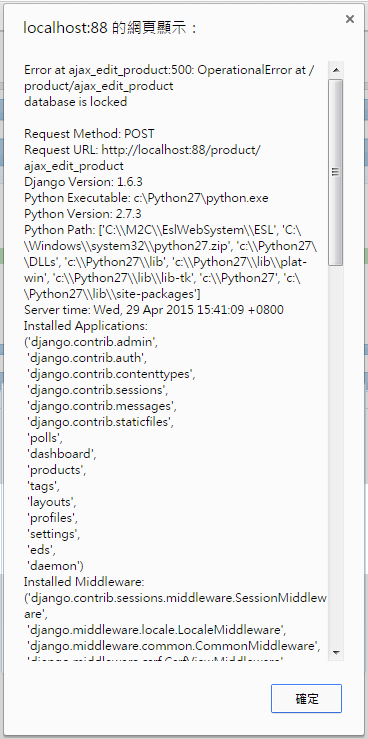 localhost:88 的網頁顯示：
Error at ajax_edit_product:500: OperationalError at /
product/ajax_edit_product
database is locked
Request Method: POST
Request URL: http://localhost:88/product/
ajax_edit_product
Django Version: 1.6.3
Python Executable: c:\Python27\python.exe
Python Version: 2.7.3
Python Path: ['C:\\M2C\\EslWebSystem\\ESL', 'C:\
\Windows\\system32\\python27.zip', 'c:\\Python27\
\DLLs', 'c:\\Python27\\lib', 'c:\\Python27\\lib\\plat-
win', 'c:\\Python27\\lib\\lib-tk', 'c:\\Python27', 'c:\
\Python27\\lib\\site-packages']
Server time: Wed, 29 Apr 2015 15:41:09 +0800
Installed Applications:
('django.contrib.admin',
'django.contrib.auth',
'django.contrib.contenttypes',
'django.contrib.sessions',
'django.contrib.messages',
'django.contrib.staticfiles',
'polls',
'dashboard',
'products',
'tags',
'layouts',
'profiles',
'settings',
'eds',
'daemon')
Installed Middleware:
('django.contrib.sessions.middleware.SessionMiddlew
are',
'django.middleware.locale.LocaleMiddleware',
'django.middleware.common.CommonMiddleware',
'django.middleware.csrf.CsrfViewMiddleware',
確定